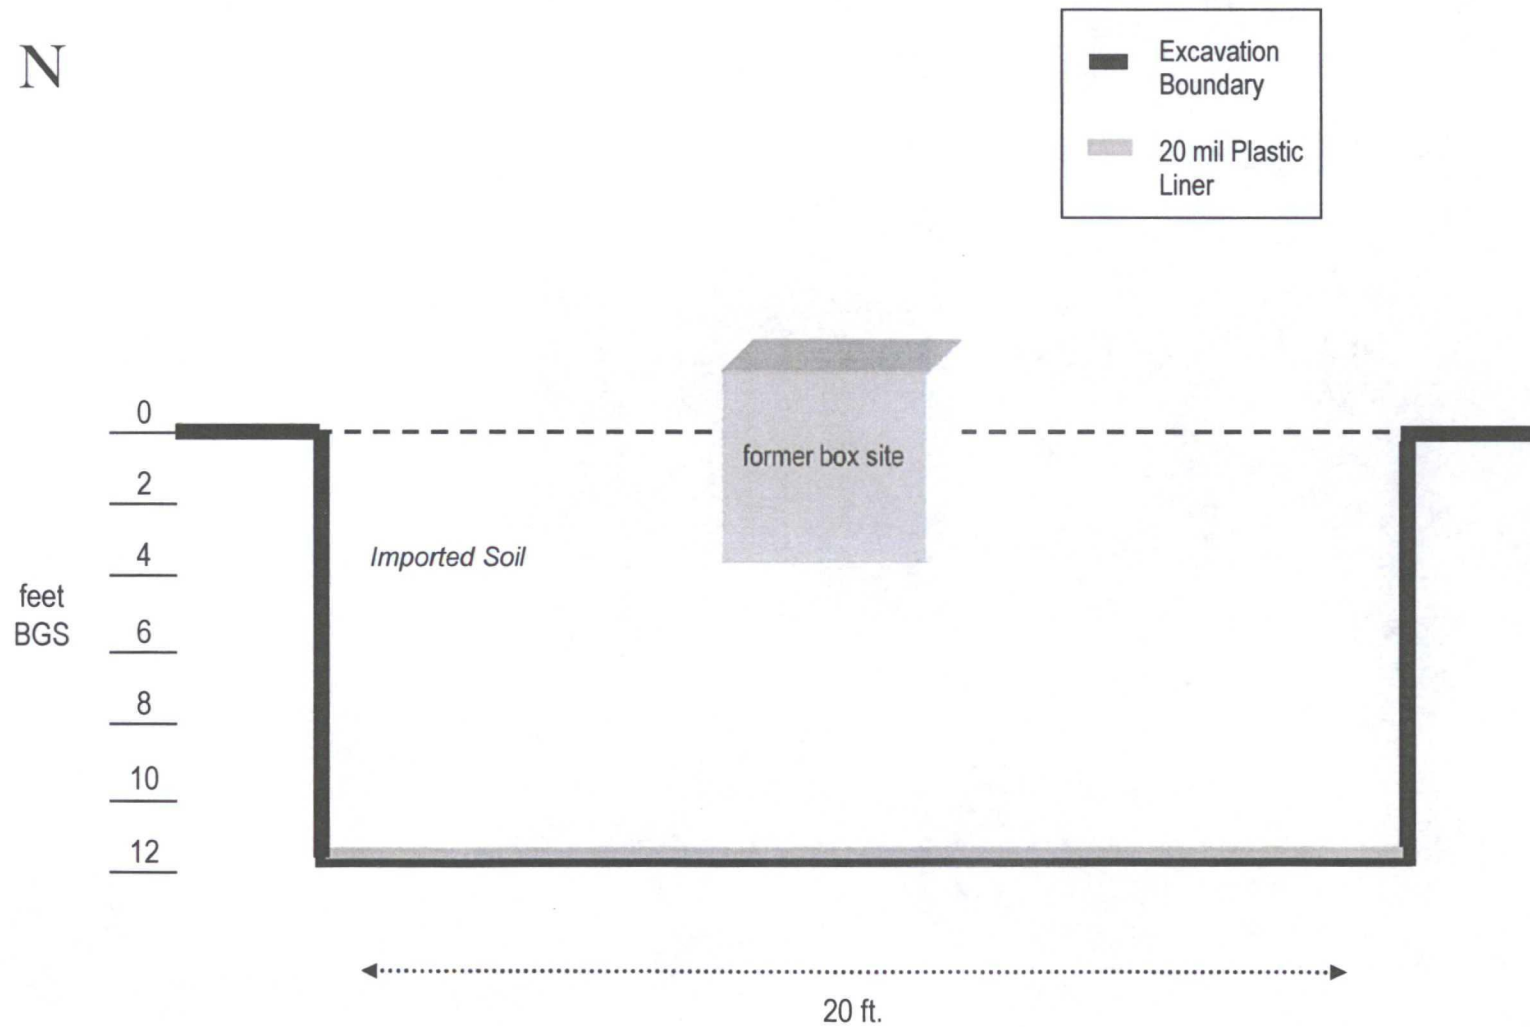 N
Excavation
Boundary
20 mil Plastic
Liner
0
2
4
6
8
10
12
feet
BGS
former box site
Imported Soil
20 ft.